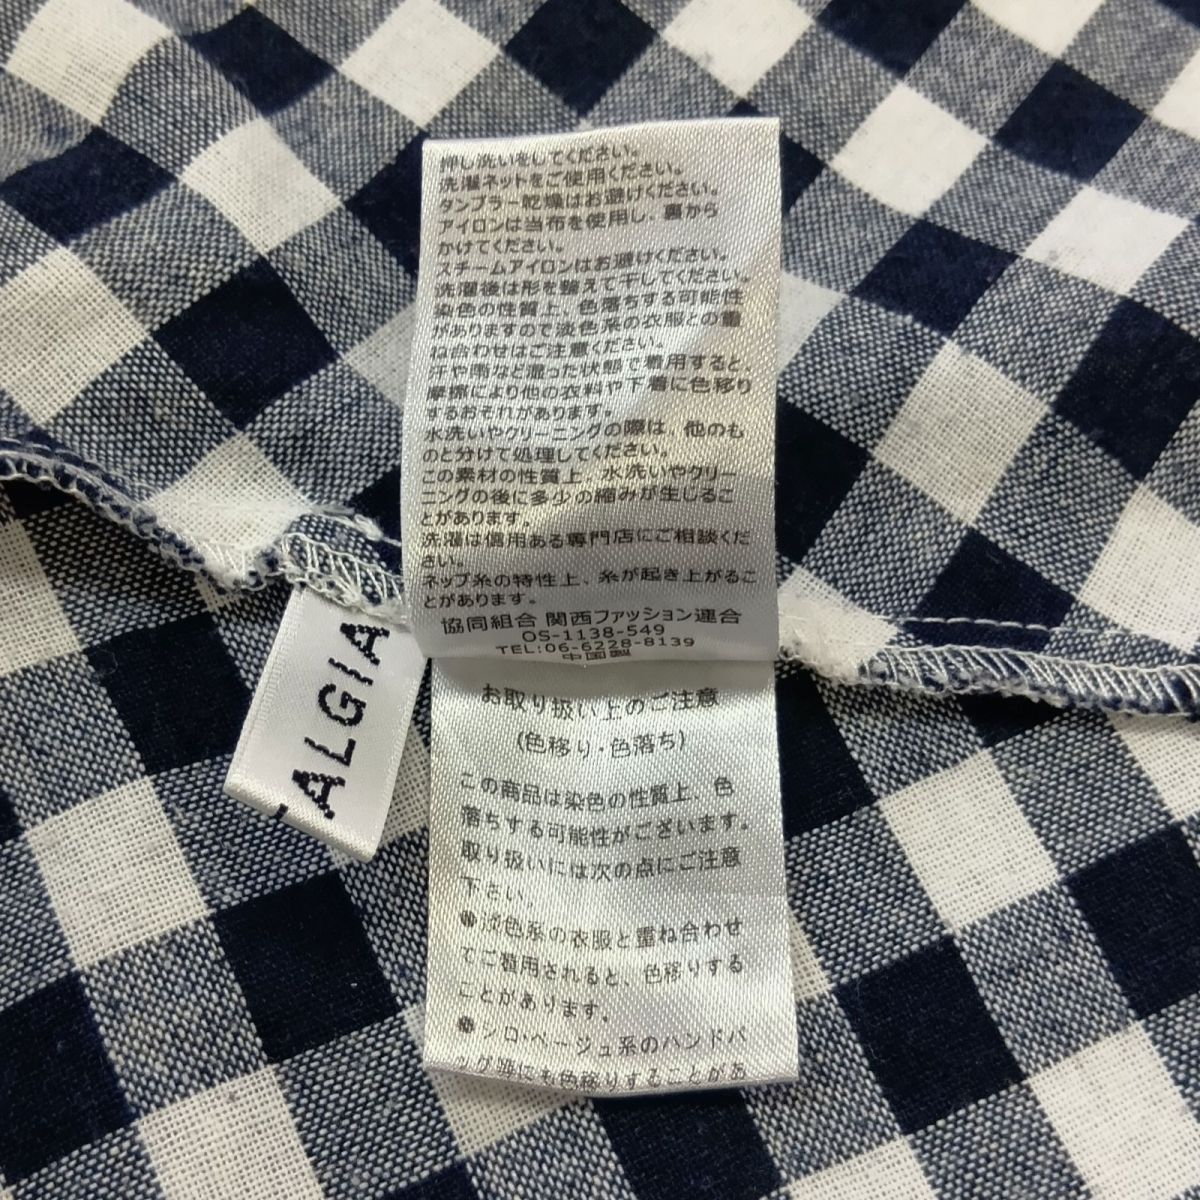 押し洗いをしてください。
洗濯ネットをご使用ください。
タンブラー乾燥はお避けください。
アイロンは当布を使用し、裏から
かけてください。
スチームアイロンはお避けください。
洗濯後は形を整えて干してください。
染色の性質上、色落ちする可能性
がありますので淡色系の衣服との重
ね合わせはご注意ください。
汗や雨など湿った状態で着用すると、
摩擦により他の衣料や下着に色移り
するおそれがあります。
水洗いやクリーニングの際は、他のも
のと分けて処理してください。
この素材の性質上、水洗いやクリー
ニングの後に多少の縮みが生じるこ
とがあります。
洗濯は信用ある専門店にご相談くだ
さい。
ネップ糸の特性上、糸が起き上がるこ
とがあります。
協同組合 関西ファッション連合
OS-1138-549
TEL:06-6228-8139
中国製
お取り扱い上のご注意
(色移り・色落ち)
この商品は染色の性質上、色
落ちする可能性がございます。
取り扱いには次の点にご注意
下さい。
●淡色系の衣服と重ね合わせ
てご着用されると、色移りする
ことがあります。
●シロ・ベージュ系のハンドバ
ッグ等にも色移りすることがあ
TALGIA